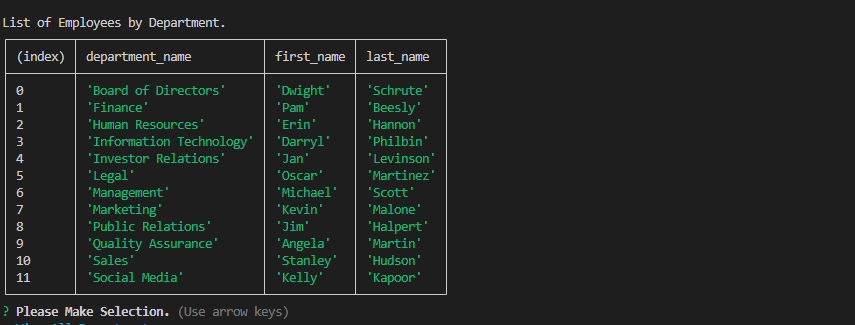 List of Employees by Department.
(index) department_name first_name last_name
0 'Board of Directors' 'Dwight' 'Schrute'
1 'Finance' 'Pam' 'Beesly'
2 'Human Resources' 'Erin' 'Hannon'
3 'Information Technology' 'Darryl' 'Philbin'
4 'Investor Relations' 'Jan' 'Levinson'
5 'Legal' 'Oscar' 'Martinez'
6 'Management' 'Michael' 'Scott'
7 'Marketing' 'Kevin' 'Malone'
8 'Public Relations' 'Jim' 'Halpert'
9 'Quality Assurance' 'Angela' 'Martin'
10 'Sales' 'Stanley' 'Hudson'
11 'Social Media' 'Kelly' 'Kapoor'
? Please Make Selection. (Use arrow keys)